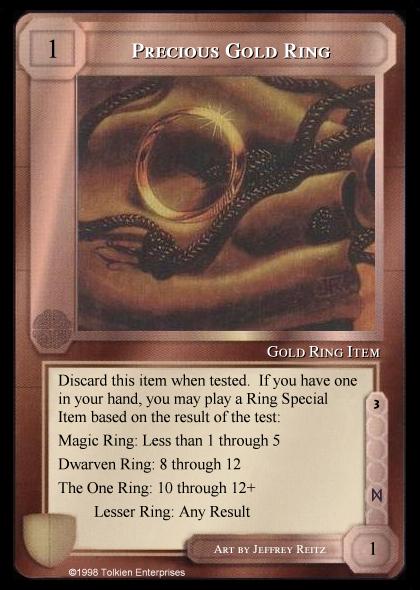 1
PRECIOUS GOLD RING
GOLD RING ITEM
Discard this item when tested. If you have one
in your hand, you may play a Ring Special
Item based on the result of the test:
Magic Ring: Less than 1 through 5
Dwarven Ring: 8 through 12
The One Ring: 10 through 12+
Lesser Ring: Any Result
3
ᛞ
ART BY JEFFREY REITZ
1
©1998 Tolkien Enterprises